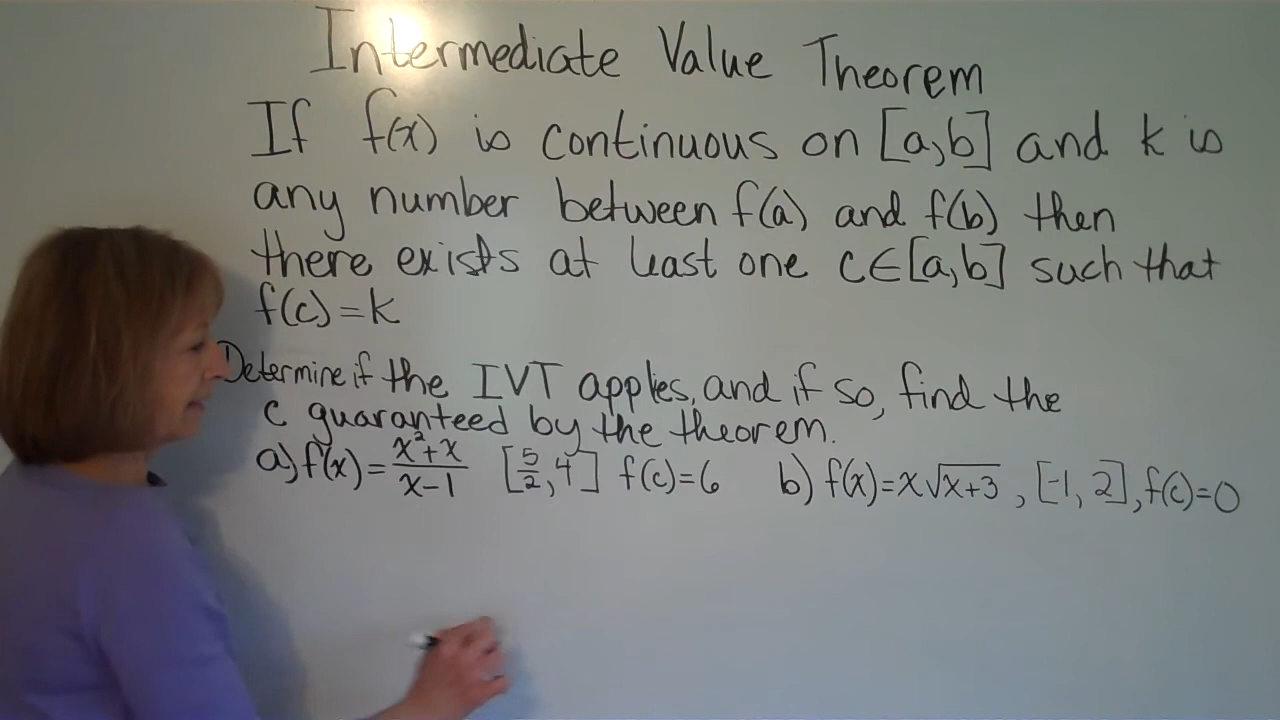 Intermediate Value Theorem
If f(x) is continuous on [a,b] and k is
any number between f(a) and f(b) then
there exists at least one c∈[a,b] such that
f(c)=k
Determine if the IVT apples, and if so, find the
c guaranteed by the theorem.
a) f(x)=(x²+x)/(x-1) [5/2, 4] f(c)=6 b) f(x)=x√(x+3), [-1, 2], f(c)=0